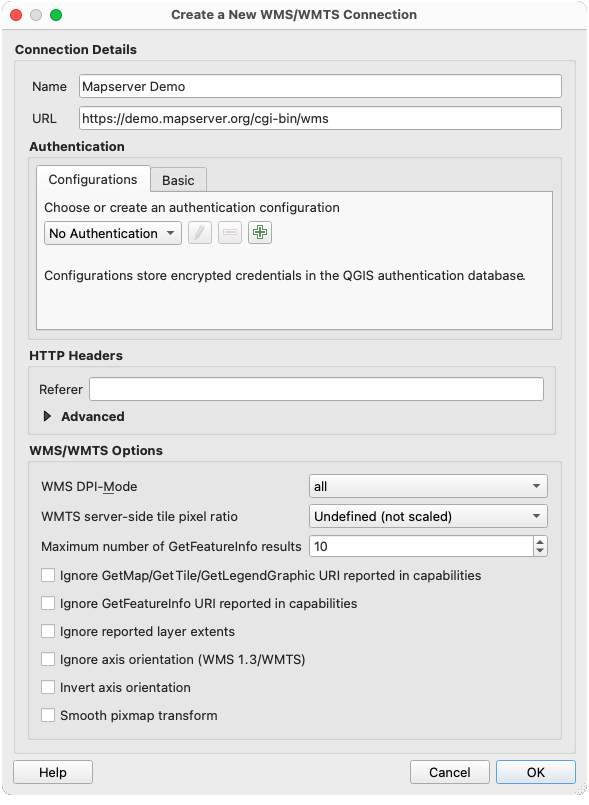 Create a New WMS/WMTS Connection
Connection Details
Name Mapserver Demo
URL https://demo.mapserver.org/cgi-bin/wms
Authentication
Configurations Basic
Choose or create an authentication configuration
No Authentication
Configurations store encrypted credentials in the QGIS authentication database.
HTTP Headers
Referer
Advanced
WMS/WMTS Options
WMS DPI-Mode all
WMTS server-side tile pixel ratio Undefined (not scaled)
Maximum number of GetFeatureInfo results 10
Ignore GetMap/GetTile/GetLegendGraphic URI reported in capabilities
Ignore GetFeatureInfo URI reported in capabilities
Ignore reported layer extents
Ignore axis orientation (WMS 1.3/WMTS)
Invert axis orientation
Smooth pixmap transform
Help Cancel OK